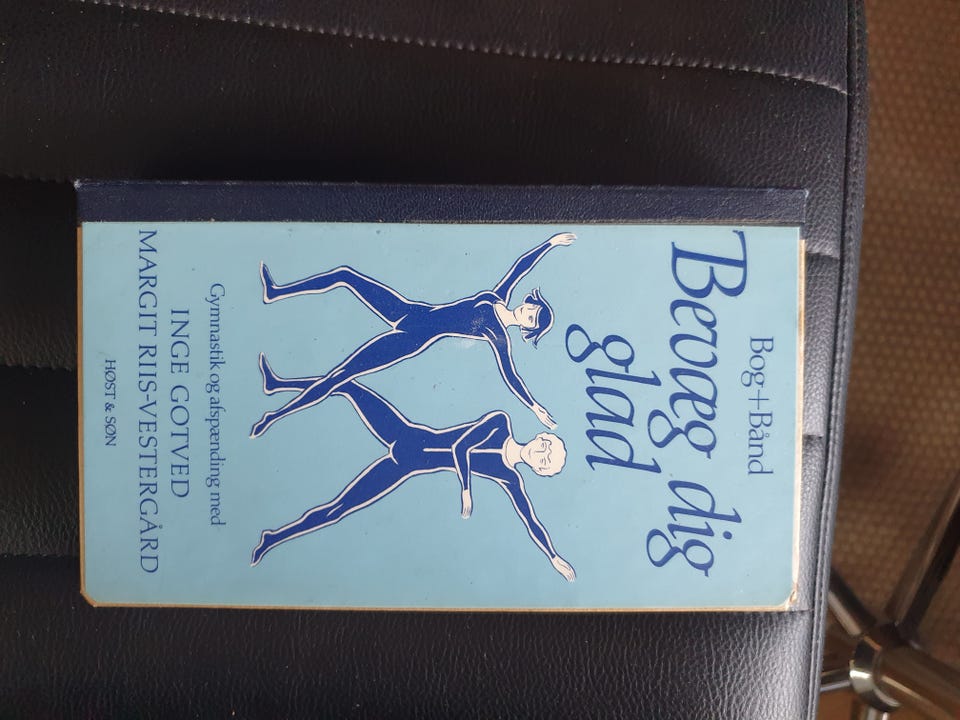 Bog+Bånd
Bevæg dig
glad
Gymnastik og afspænding med
INGE GOTVED
MARGIT RIIS-VESTERGÅRD
HØST & SØN